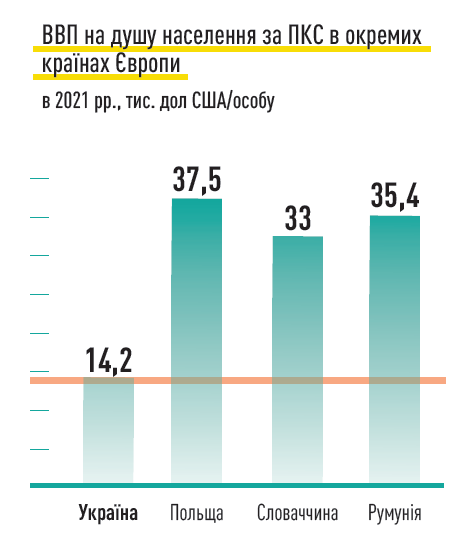 ВВП на душу населення за ПКС в окремих
країнах Європи
в 2021 рр., тис. дол США/особу
37,5
35,4
33
14,2
Україна Польща Словаччина Румунія